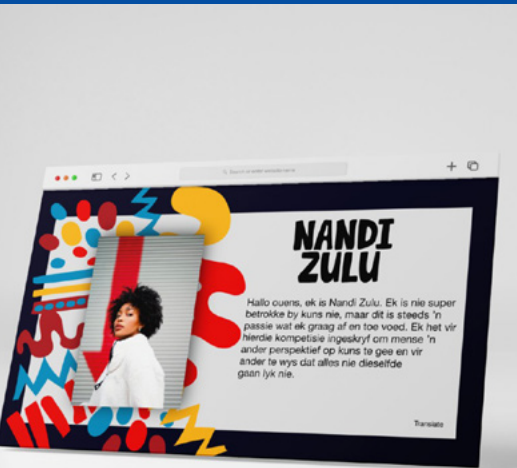 NANDI
ZULU
Hallo ouens, ek is Nandi Zulu. Ek is nie super
betrokke by kuns nie, maar dit is steeds 'n
passie wat ek graag af en toe voed. Ek het vir
hierdie kompetisie ingeskryf om mense 'n
ander perspektief op kuns te gee en vir
ander te wys dat alles nie dieselfde
gaan lyk nie.
Translate